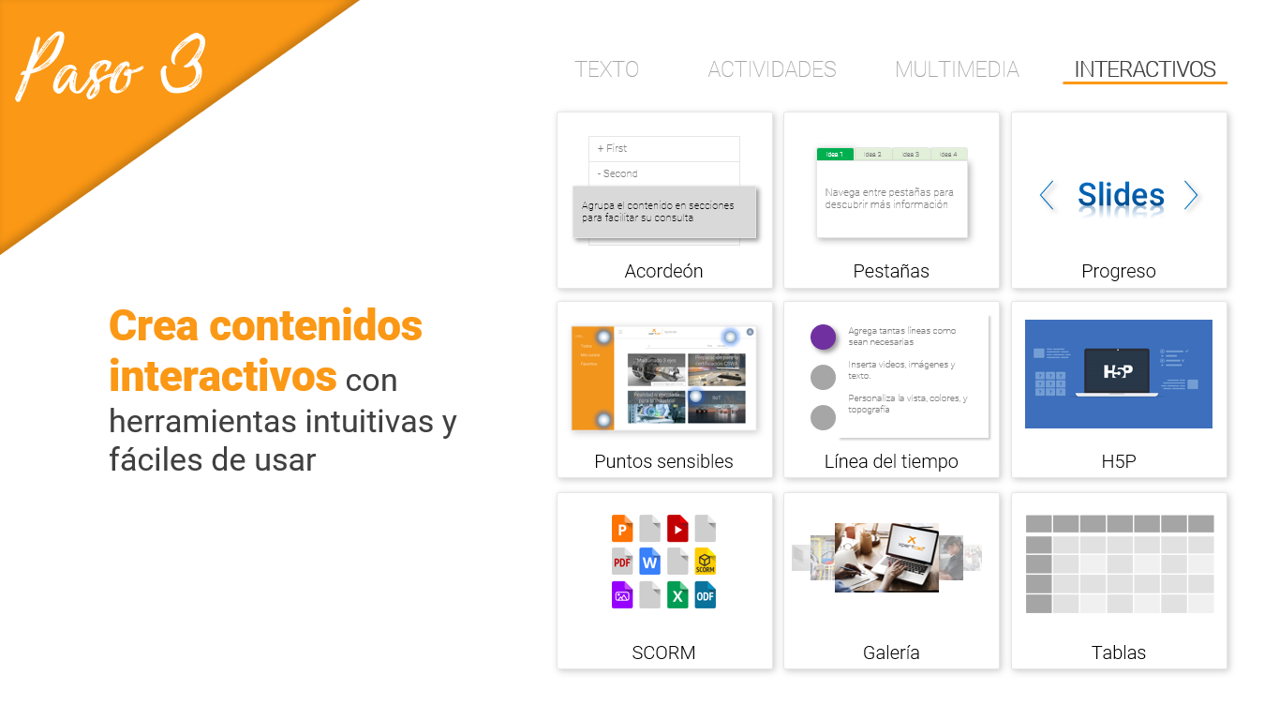 Paso 3
TEXTO
ACTIVIDADES
MULTIMEDIA
INTERACTIVOS
Crea contenidos
interactivos con
herramientas intuitivas y
fáciles de usar
+ First
- Second
Agrupa el contenido en secciones
para facilitar su consulta
Acordeón
Idea 1
Idea 2
Idea 3
Idea 4
Navega entre pestañas para
descubrir más información
Pestañas
Slides
Progreso
Puntos sensibles
Agrega tantas líneas como
sean necesarias
Inserta vídeos, imágenes y
texto.
Personaliza la vista, colores, y
topografía
Línea del tiempo
H5P
H5P
P
PDF
W
SCORM
X
ODF
SCORM
Galería
Tablas